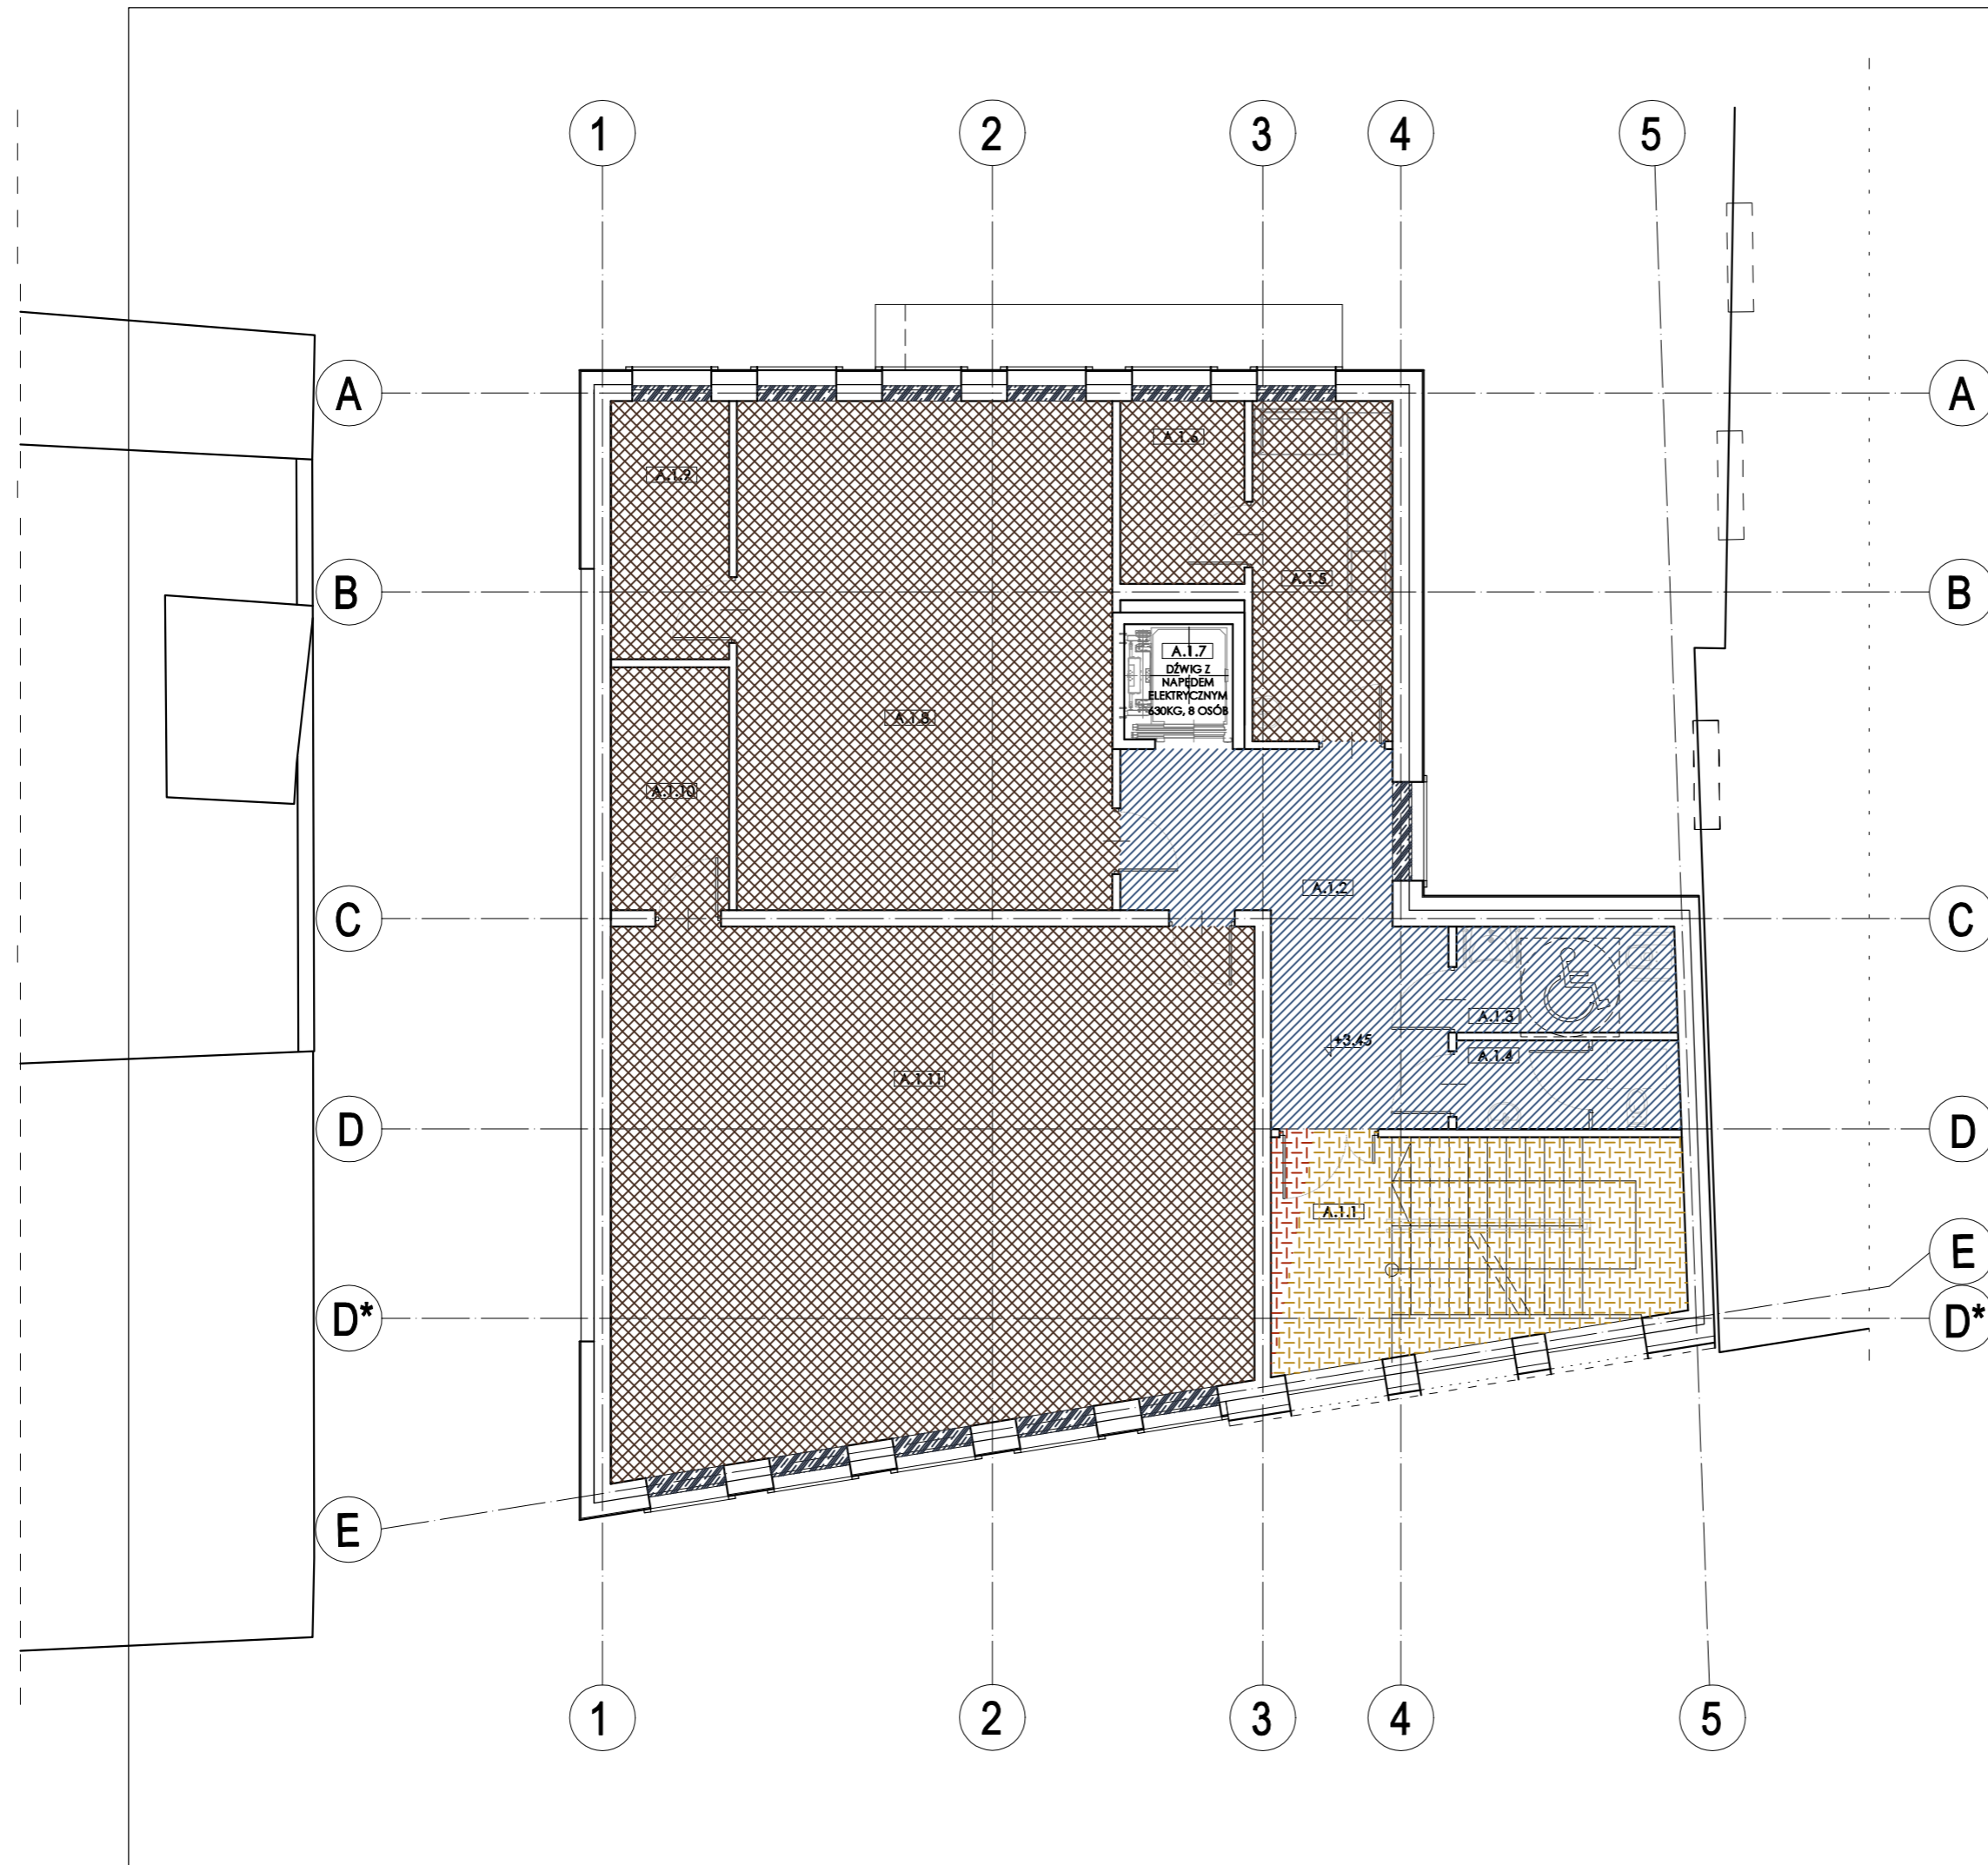 1
2
3
4
5
A
A
A.1.6
A.1.9
A.1.5
B
B
A.1.7
DŹWIG Z
NAPĘDEM
ELEKTRYCZNYM
630KG, 8 OSÓB
A.1.8
A.1.10
A.1.2
C
C
A.1.3
+3.45
A.1.4
A.1.11
D
D
A.1.1
E
D*
D*
E
1
2
3
4
5